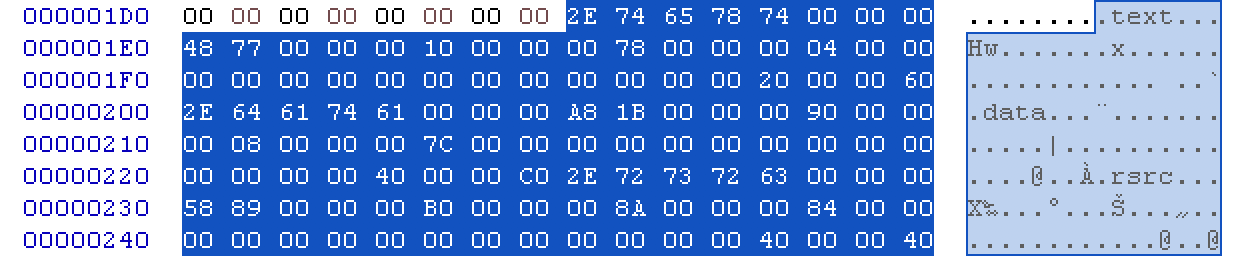 000001D0 00 00 00 00 00 00 00 00 2E 74 65 78 74 00 00 00 .........text...
000001E0 48 77 00 00 00 10 00 00 00 78 00 00 00 04 00 00 Hw.......x......
000001F0 00 00 00 00 00 00 00 00 00 00 00 00 20 00 00 60 ............ ..`
00000200 2E 64 61 74 61 00 00 00 A8 1B 00 00 00 90 00 00 .data...¨.......
00000210 00 08 00 00 00 7C 00 00 00 00 00 00 00 00 00 00 .....|..........
00000220 00 00 00 00 40 00 00 C0 2E 72 73 72 63 00 00 00 ....@..À.rsrc...
00000230 58 89 00 00 00 B0 00 00 00 8A 00 00 00 84 00 00 X‰...°...Š...„..
00000240 00 00 00 00 00 00 00 00 00 00 00 00 40 00 00 40 ............@..@